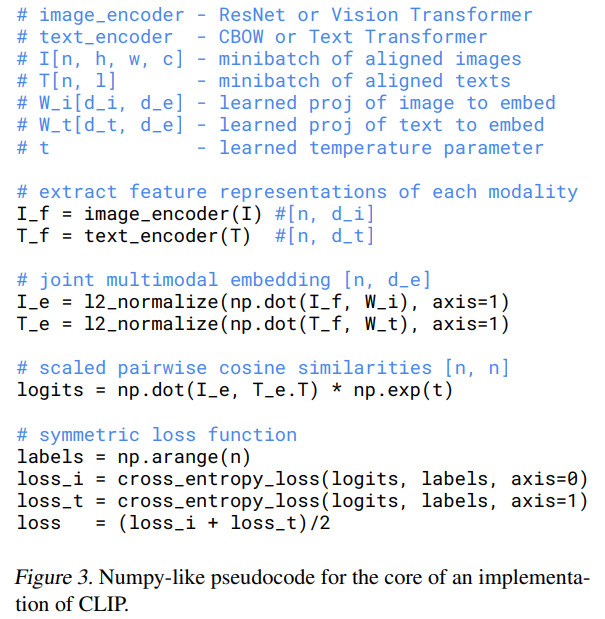 # image_encoder - ResNet or Vision Transformer
# text_encoder  - CBOW or Text Transformer
# I[n, h, w, c] - minibatch of aligned images
# T[n, l]       - minibatch of aligned texts
# W_i[d_i, d_e] - learned proj of image to embed
# W_t[d_t, d_e] - learned proj of text to embed
# t             - learned temperature parameter
# extract feature representations of each modality
I_f = image_encoder(I) #[n, d_i]
T_f = text_encoder(T)  #[n, d_t]
# joint multimodal embedding [n, d_e]
I_e = l2_normalize(np.dot(I_f, W_i), axis=1)
T_e = l2_normalize(np.dot(T_f, W_t), axis=1)
# scaled pairwise cosine similarities [n, n]
logits = np.dot(I_e, T_e.T) * np.exp(t)
# symmetric loss function
labels = np.arange(n)
loss_i = cross_entropy_loss(logits, labels, axis=0)
loss_t = cross_entropy_loss(logits, labels, axis=1)
loss   = (loss_i + loss_t)/2
Figure 3. Numpy-like pseudocode for the core of an implementa-
tion of CLIP.